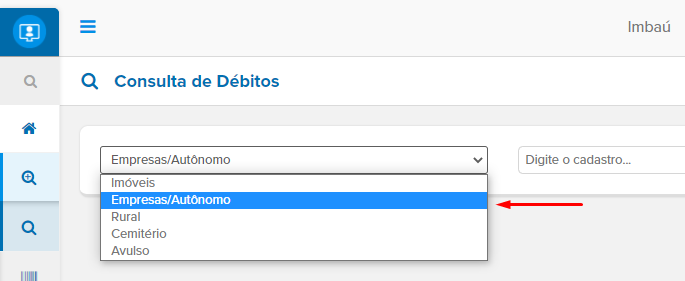 Imbaú
Consulta de Débitos
Empresas/Autônomo
Digite o cadastro...
Imóveis
Empresas/Autônomo
Rural
Cemitério
Avulso